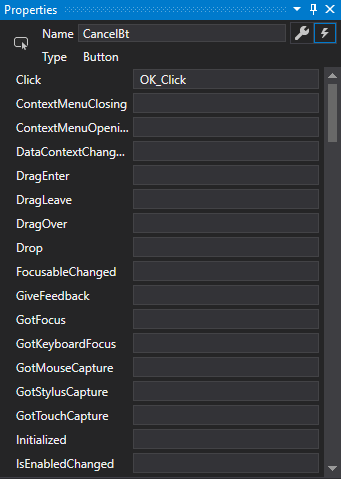 Properties
Name CancelBt
Type Button
Click OK_Click
ContextMenuClosing
ContextMenuOpeni...
DataContextChang...
DragEnter
DragLeave
DragOver
Drop
FocusableChanged
GiveFeedback
GotFocus
GotKeyboardFocus
GotMouseCapture
GotStylusCapture
GotTouchCapture
Initialized
IsEnabledChanged